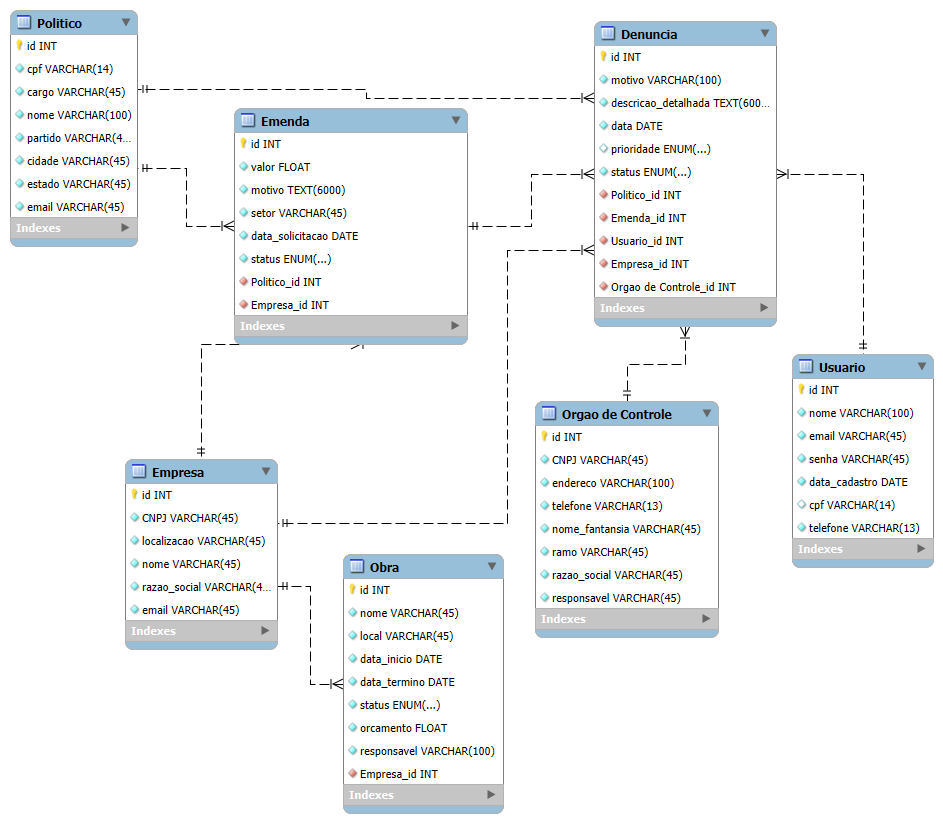 Politico
id INT
cpf VARCHAR(14)
cargo VARCHAR(45)
nome VARCHAR(100)
partido VARCHAR(4...
cidade VARCHAR(45)
estado VARCHAR(45)
email VARCHAR(45)
Indexes
Emenda
id INT
valor FLOAT
motivo TEXT(6000)
setor VARCHAR(45)
data_solicitacao DATE
status ENUM(...)
Politico_id INT
Empresa_id INT
Indexes
Denuncia
id INT
motivo VARCHAR(100)
descricao_detalhada TEXT(600...
data DATE
prioridade ENUM(...)
status ENUM(...)
Politico_id INT
Emenda_id INT
Usuario_id INT
Empresa_id INT
Orgao de Controle_id INT
Indexes
Usuario
id INT
nome VARCHAR(100)
email VARCHAR(45)
senha VARCHAR(45)
data_cadastro DATE
cpf VARCHAR(14)
telefone VARCHAR(13)
Indexes
Orgao de Controle
id INT
CNPJ VARCHAR(45)
endereco VARCHAR(100)
telefone VARCHAR(13)
nome_fantansia VARCHAR(45)
ramo VARCHAR(45)
razao_social VARCHAR(45)
responsavel VARCHAR(45)
Indexes
Empresa
id INT
CNPJ VARCHAR(45)
localizacao VARCHAR(45)
nome VARCHAR(45)
razao_social VARCHAR(4...
email VARCHAR(45)
Indexes
Obra
id INT
nome VARCHAR(45)
local VARCHAR(45)
data_inicio DATE
data_termino DATE
status ENUM(...)
orcamento FLOAT
responsavel VARCHAR(100)
Empresa_id INT
Indexes